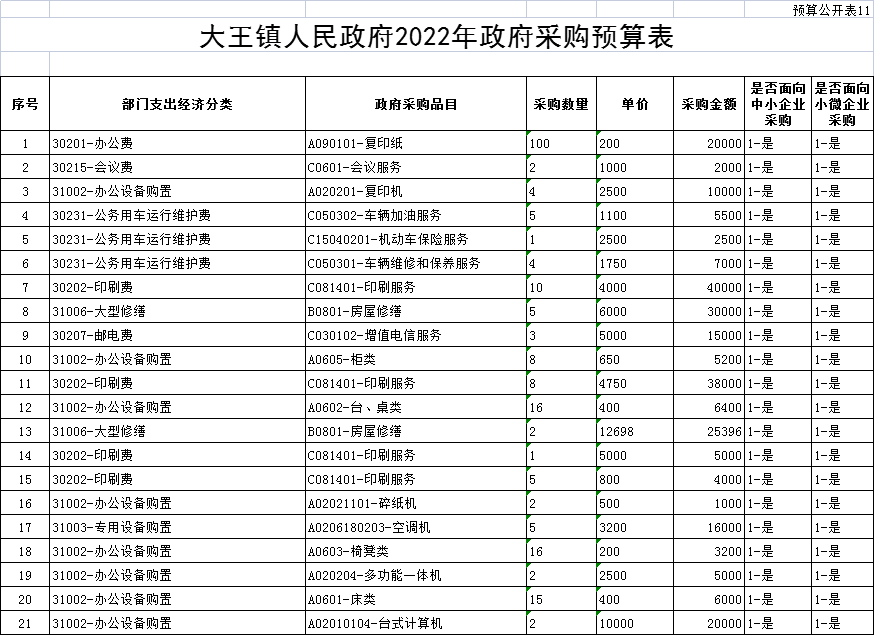 预算公开表11
大王镇人民政府2022年政府采购预算表
序号 部门支出经济分类 政府采购品目 采购数量 单价 采购金额 是否面向中小企业采购 是否面向小微企业采购
1 30201-办公费 A090101-复印纸 100 200 20000 1-是 1-是
2 30215-会议费 C0601-会议服务 2 1000 2000 1-是 1-是
3 31002-办公设备购置 A020201-复印机 4 2500 10000 1-是 1-是
4 30231-公务用车运行维护费 C050302-车辆加油服务 5 1100 5500 1-是 1-是
5 30231-公务用车运行维护费 C15040201-机动车保险服务 1 2500 2500 1-是 1-是
6 30231-公务用车运行维护费 C050301-车辆维修和保养服务 4 1750 7000 1-是 1-是
7 30202-印刷费 C081401-印刷服务 10 4000 40000 1-是 1-是
8 31006-大型修缮 B0801-房屋修缮 5 6000 30000 1-是 1-是
9 30207-邮电费 C030102-增值电信服务 3 5000 15000 1-是 1-是
10 31002-办公设备购置 A0605-柜类 8 650 5200 1-是 1-是
11 30202-印刷费 C081401-印刷服务 8 4750 38000 1-是 1-是
12 31002-办公设备购置 A0602-台、桌类 16 400 6400 1-是 1-是
13 31006-大型修缮 B0801-房屋修缮 2 12698 25396 1-是 1-是
14 30202-印刷费 C081401-印刷服务 1 5000 5000 1-是 1-是
15 30202-印刷费 C081401-印刷服务 5 800 4000 1-是 1-是
16 31002-办公设备购置 A02021101-碎纸机 2 500 1000 1-是 1-是
17 31003-专用设备购置 A0206180203-空调机 5 3200 16000 1-是 1-是
18 31002-办公设备购置 A0603-椅凳类 16 200 3200 1-是 1-是
19 31002-办公设备购置 A020204-多功能一体机 2 2500 5000 1-是 1-是
20 31002-办公设备购置 A0601-床类 15 400 6000 1-是 1-是
21 31002-办公设备购置 A02010104-台式计算机 2 10000 20000 1-是 1-是